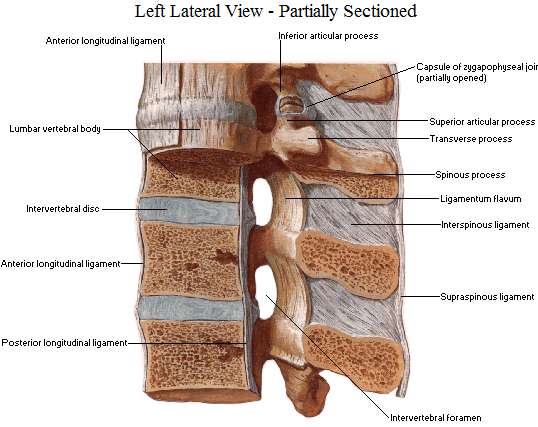 Left Lateral View - Partially Sectioned
Inferior articular process
Anterior longitudinal ligament
Capsule of zygapophyseal join
(partially opened)
Superior articular process
Lumbar vertebral body
Transverse process
Spinous process
Ligamentum flavum
Intervertebral disc
Interspinous ligament
Anterior longitudinal ligament
Supraspinous ligament
Posterior longitudinal ligament
Intervertebral foramen